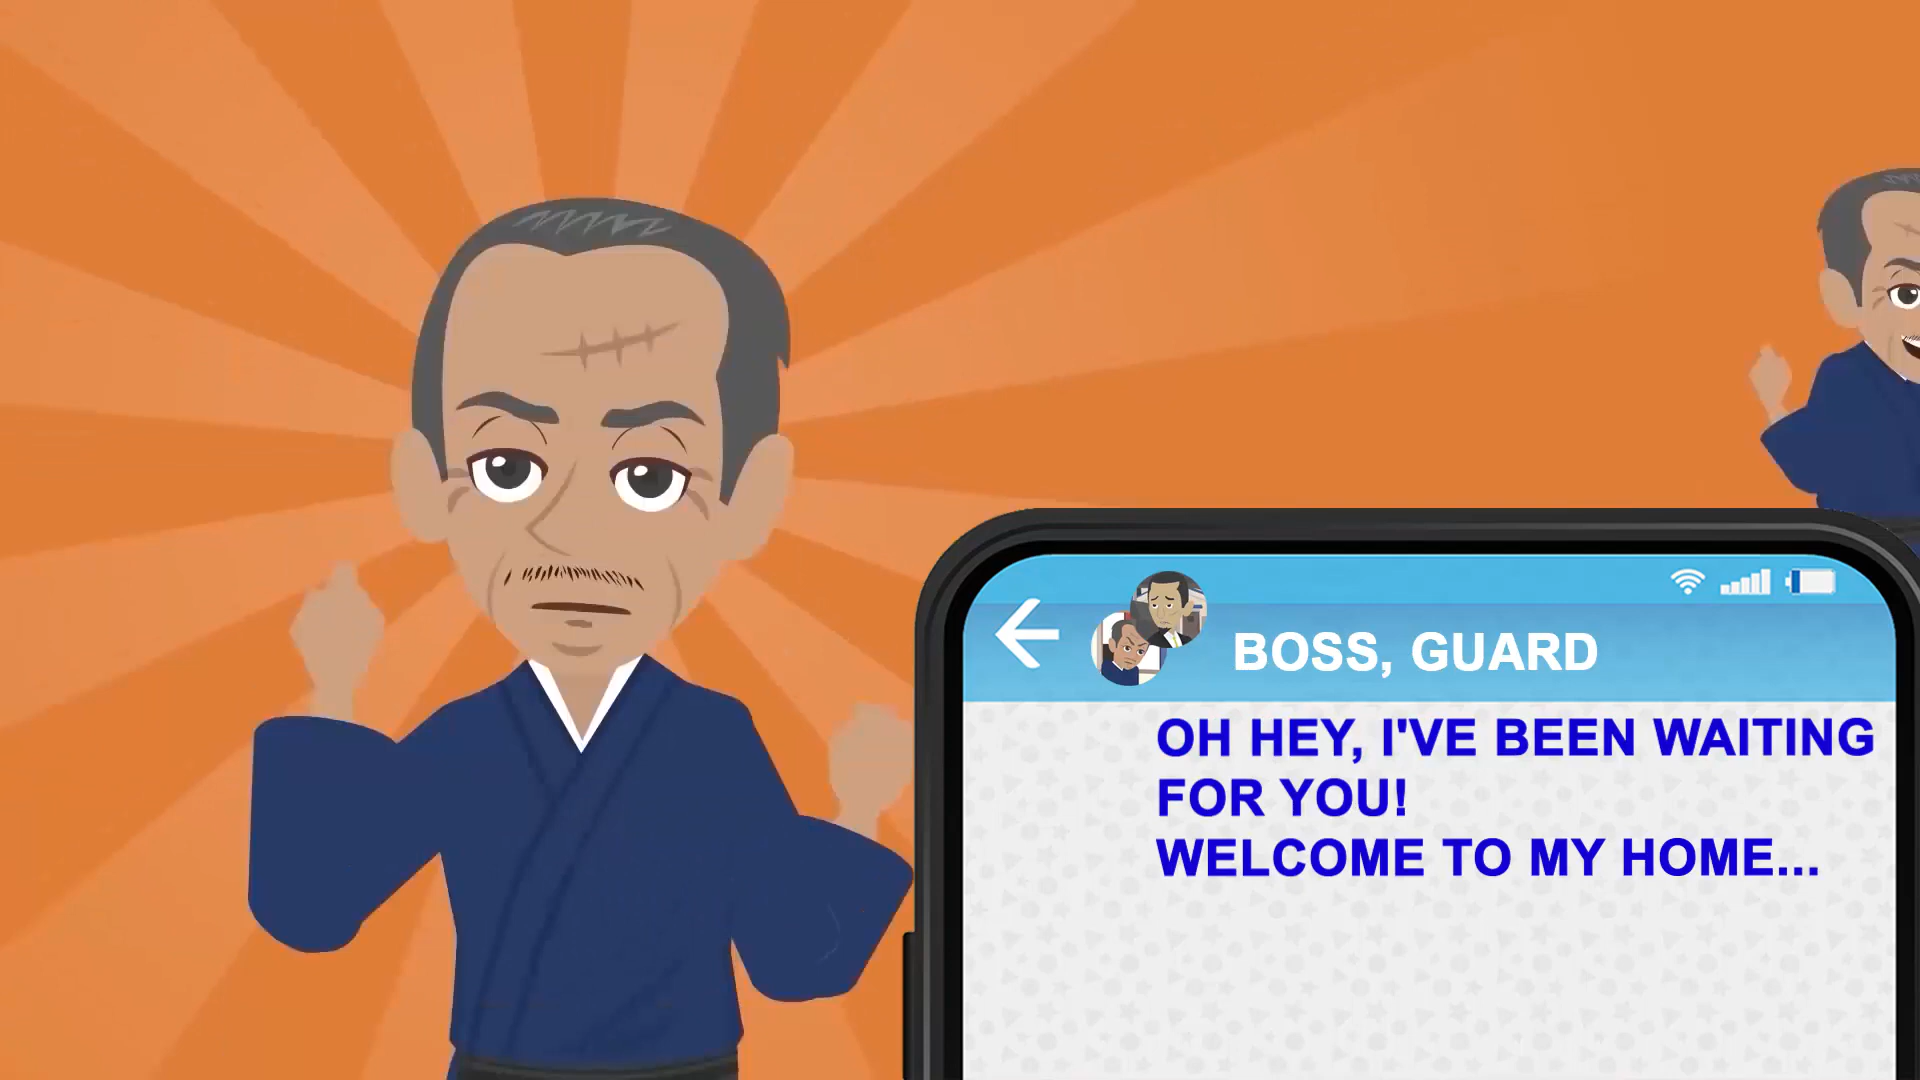 BOSS, GUARD
OH HEY, I'VE BEEN WAITING
FOR YOU!
WELCOME TO MY HOME...